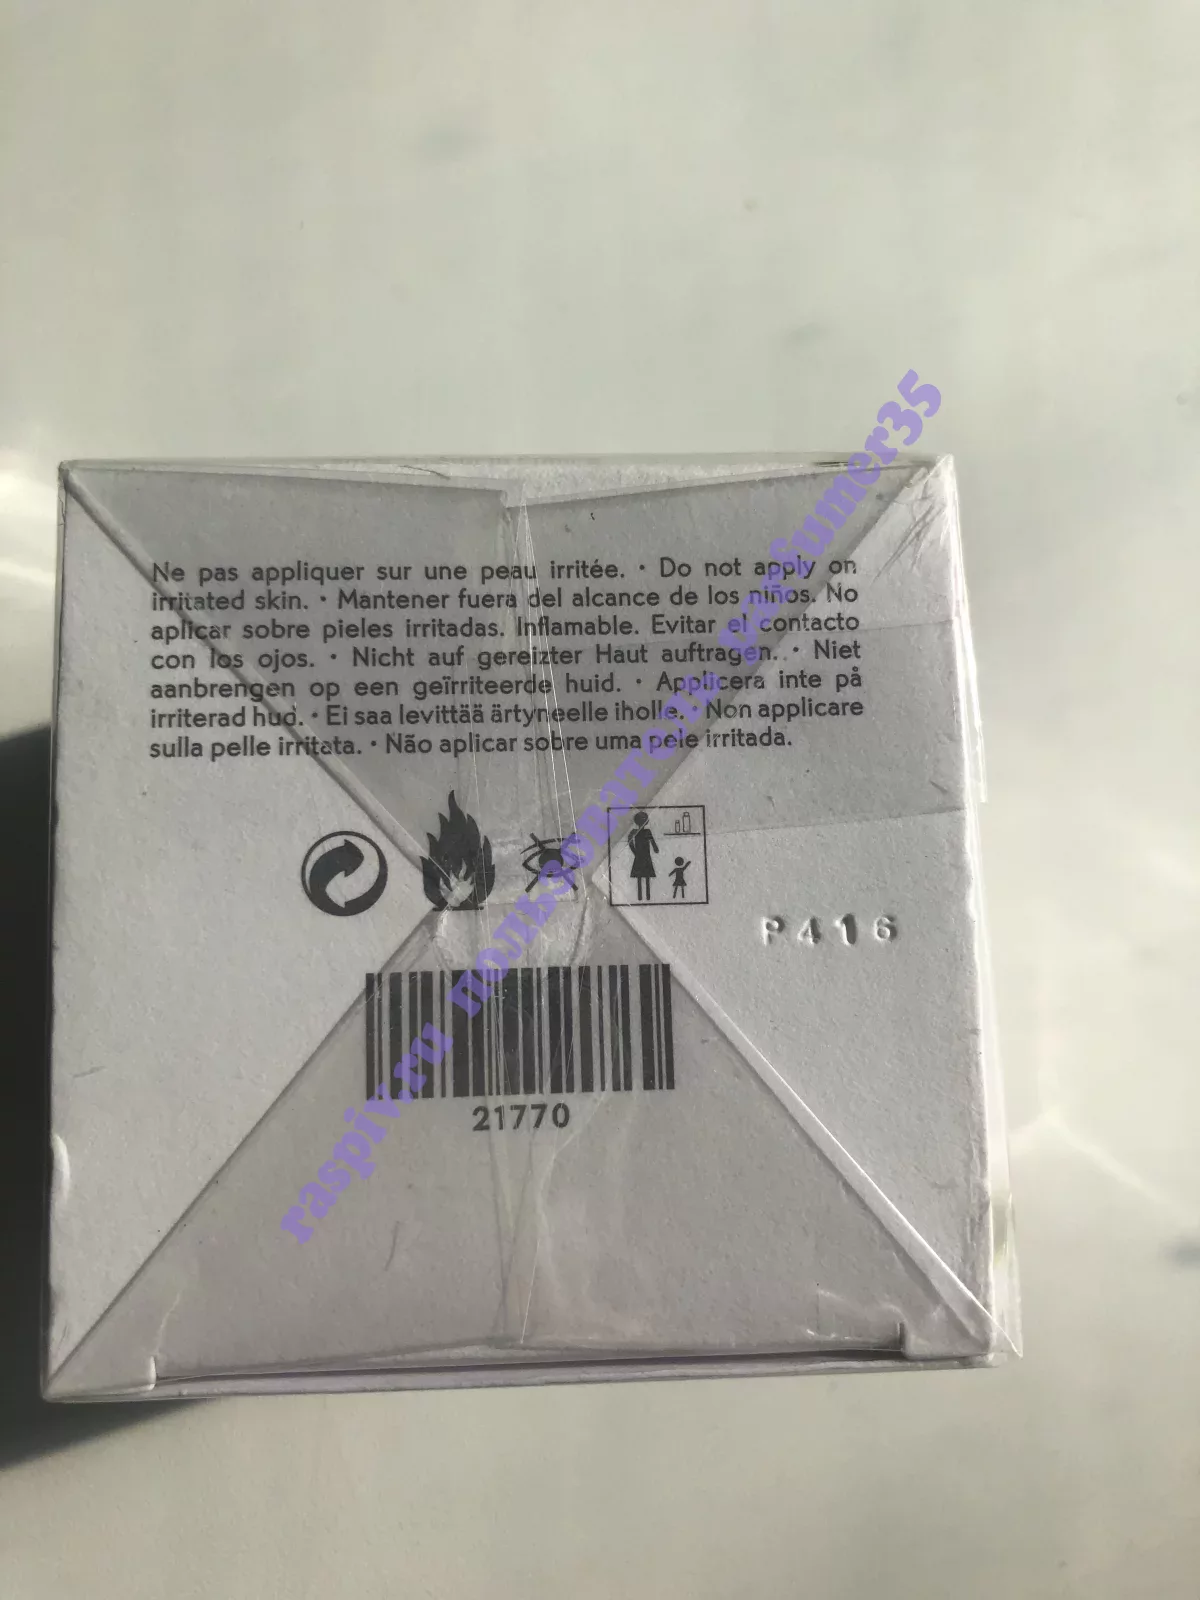 Ne pas appliquer sur une peau irritée. • Do not apply on
irritated skin. • Mantener fuera del alcance de los niños. No
aplicar sobre pieles irritadas. Inflamable. Evitar el contacto
con los ojos. • Nicht auf gereizter Haut auftragen. • Niet
aanbrengen op een geïrriteerde huid. • Applicera inte på
irriterad hud. • Ei saa levittää ärtyneelle iholle. • Non applicare
sulla pelle irritata. • Não aplicar sobre uma pele irritada.
P416
21770
raspiv.ru пользователь parfumer35